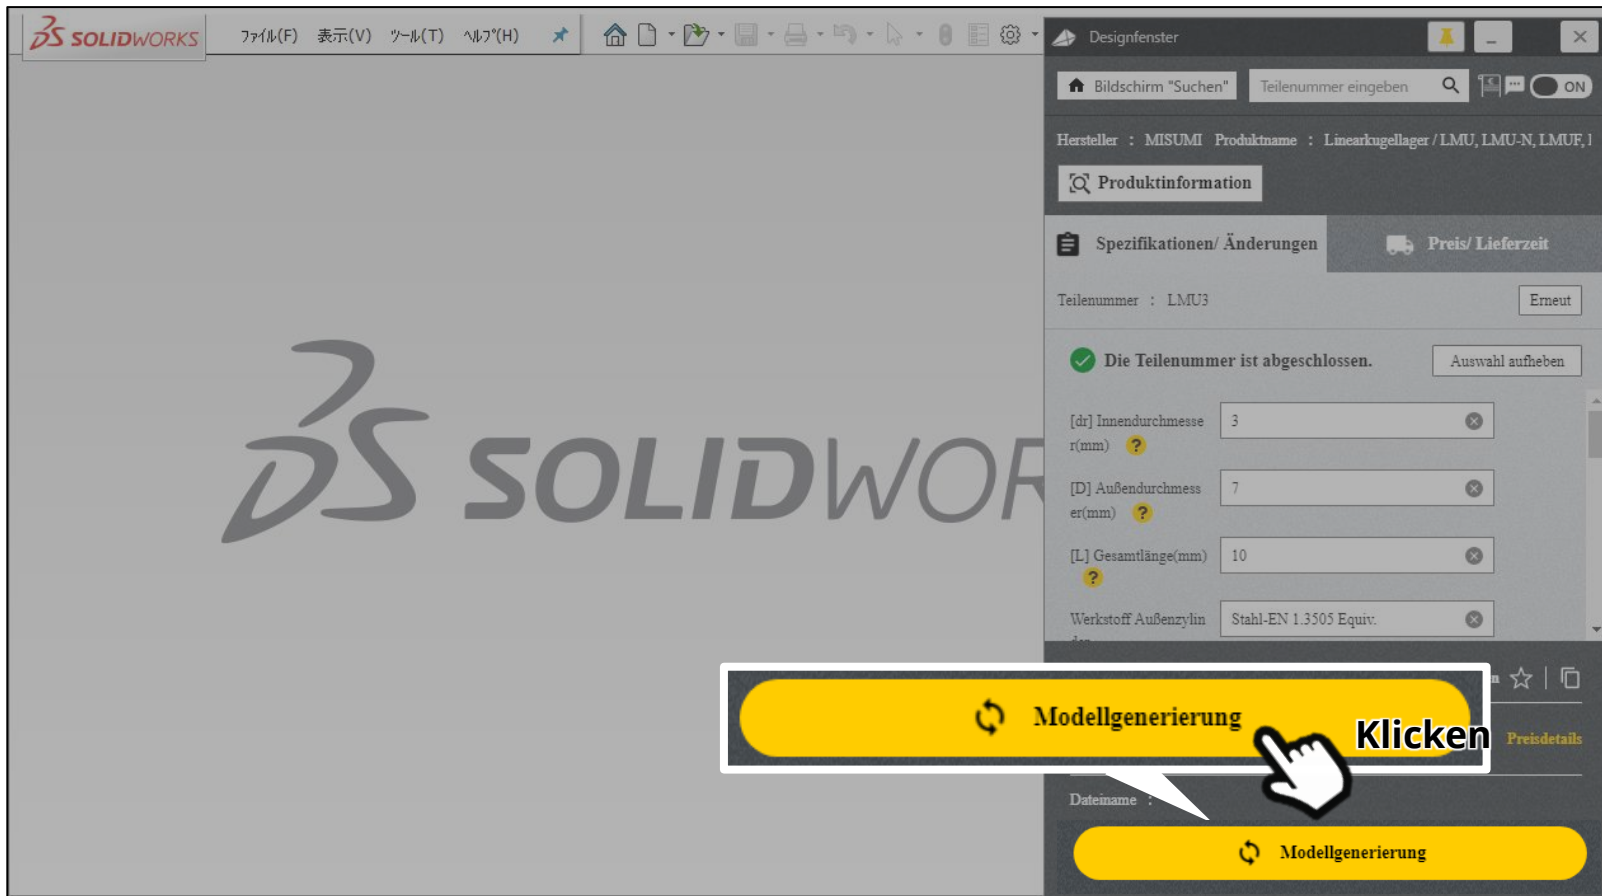 SOLIDWORKS ファイル(F) 表示(V) ツール(T) ヘルプ(H)
Designfenster
Bildschirm "Suchen" Teilenummer eingeben ON
Hersteller : MISUMI Produktname : Linearkugellager / LMU, LMU-N, LMUF,
Produktinformation
Spezifikationen/ Änderungen Preis/ Lieferzeit
Teilenummer : LMU3 Erneut
Die Teilenummer ist abgeschlossen. Auswahl aufheben
[dr] Innendurchmesse
r(mm) ? 3
[D] Außendurchmess
er(mm) ? 7
[L] Gesamtlänge(mm) 10
?
Werkstoff Außenzylin Stahl-EN 1.3505 Equiv.
SOLIDWOR
Modellgenerierung
Klicken
Preisdetails
Dateiname :
Modellgenerierung